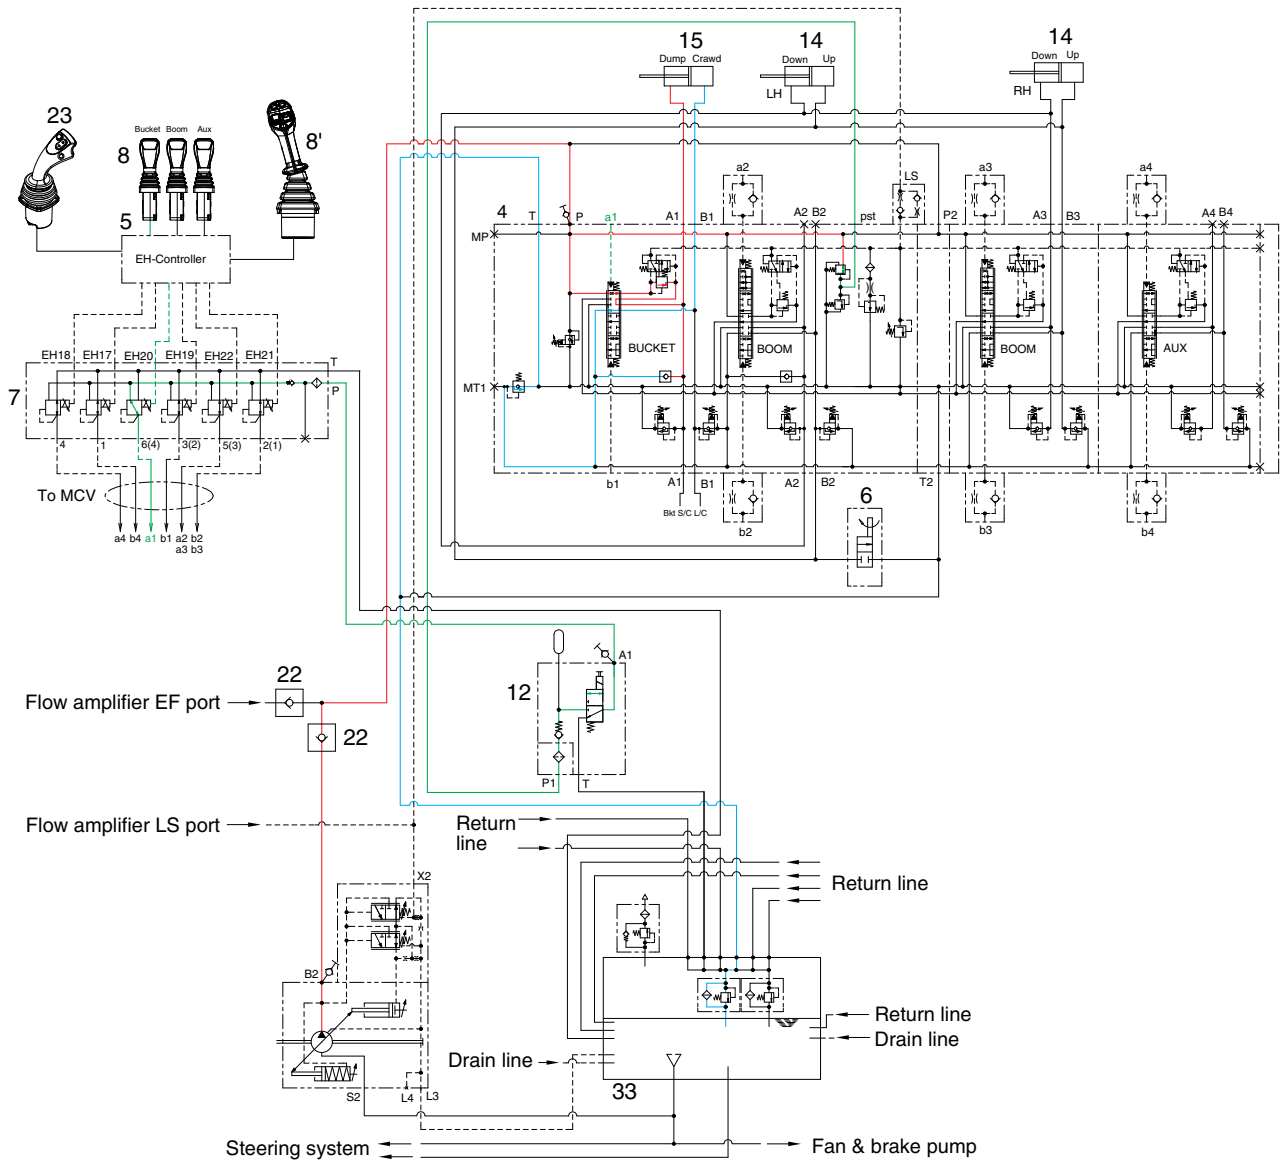 15
14
14
Dump Crawd
Down Up
Down Up
LH
RH
23
Bucket Boom Aux
8
8'
5
EH-Controller
a2
LS
a3
a4
4
T
P
a1
A1
B1
A2
B2
pst
P2
A3
B3
A4
B4
MP
BUCKET
BOOM
BOOM
AUX
MT1
EH18
EH17
EH20
EH19
EH22
EH21
T
P
7
4
1
6(4)
3(2)
5(3)
2(1)
To MCV
a4 b4 a1 b1 a2 b2
a3 b3
b1
A1
B1
A2
B2
T2
Bkt S/C L/C
b2
6
b3
b4
A1
12
22
Flow amplifier EF port
22
P1
T
Flow amplifier LS port
Return
line
X2
Return line
B2
Return line
Drain line
Drain line
S2
L4
L3
33
Steering system
Fan & brake pump